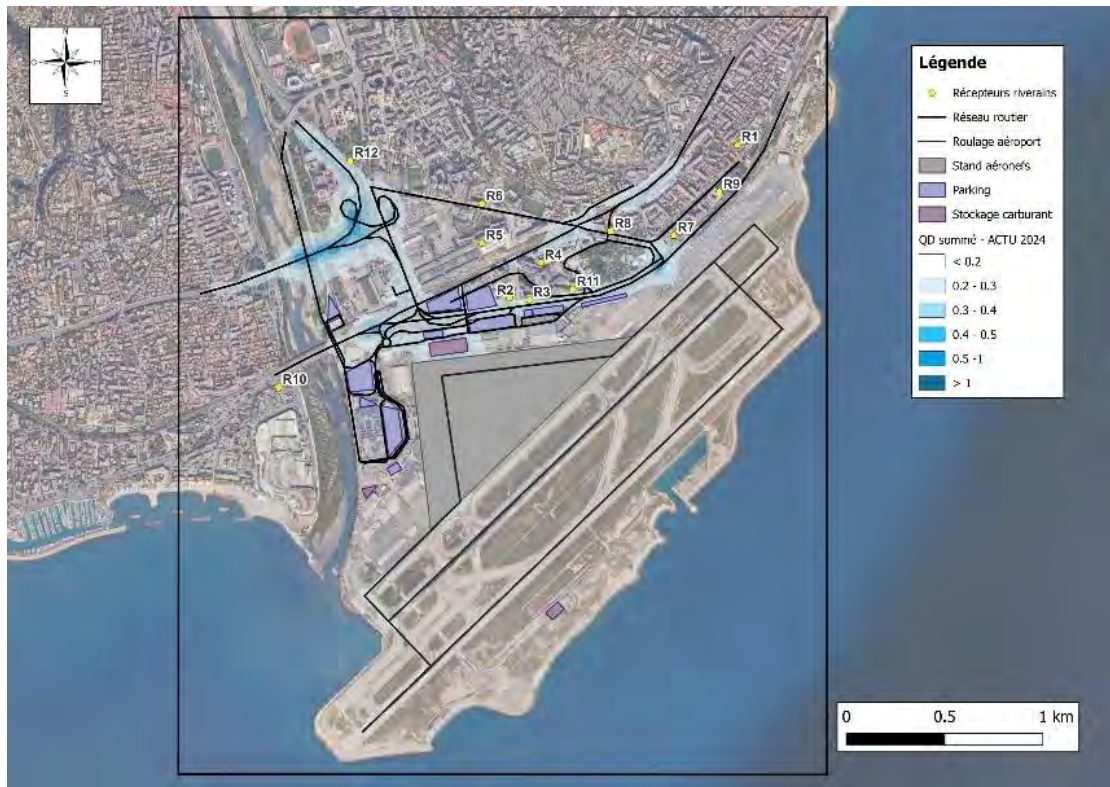 N
S
Légende
Récepteurs riverains
Réseau routier
Roulage aéroport
Stand aéronefs
Parking
Stockage carburant
QD sommé - ACTU 2024
< 0.2
0.2 - 0.3
0.3 - 0.4
0.4 - 0.5
0.5 -1
> 1
R12
R1
R6
R9
R8
R7
R5
R4
R11
R2
R3
R10
0 0.5 1 km